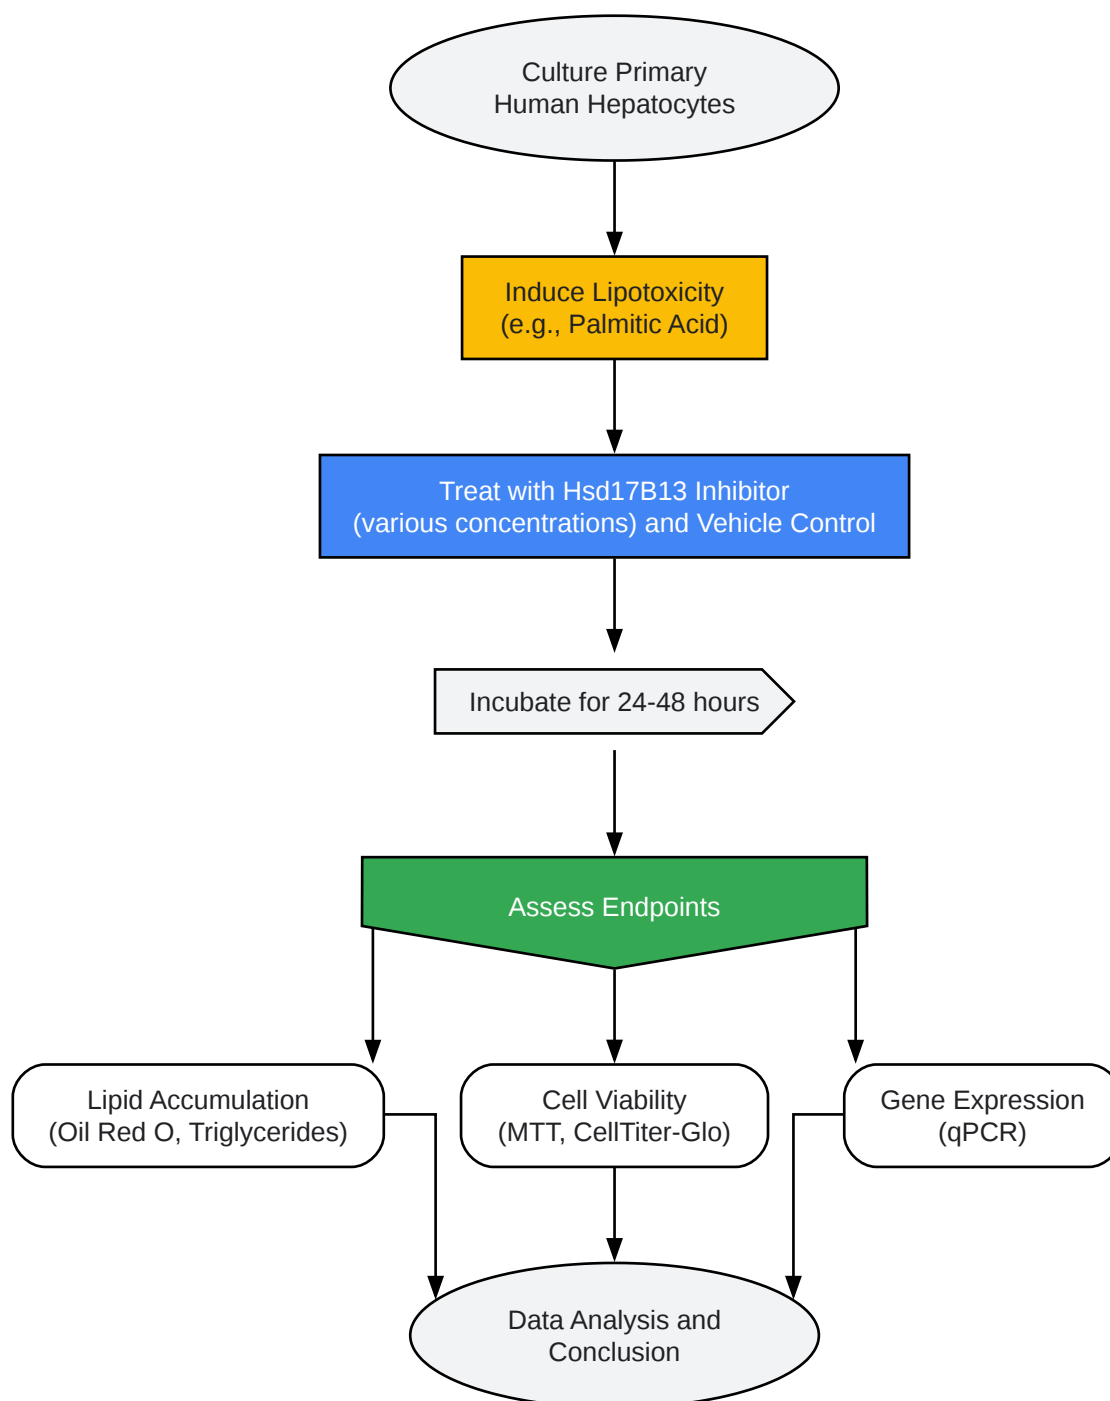 Culture Primary
Human Hepatocytes
Induce Lipotoxicity
(e.g., Palmitic Acid)
Treat with Hsd17B13 Inhibitor
(various concentrations) and Vehicle Control
Incubate for 24-48 hours
Assess Endpoints
Lipid Accumulation
(Oil Red O, Triglycerides)
Cell Viability
(MTT, CellTiter-Glo)
Gene Expression
(qPCR)
Data Analysis and
Conclusion